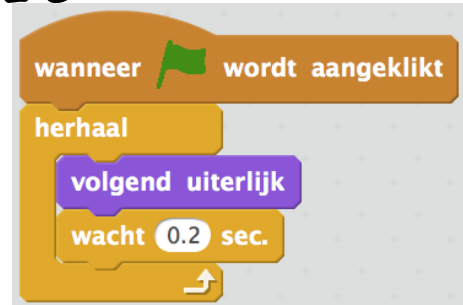 wanneer wordt aangeklikt
herhaal
volgend uiterlijk
wacht 0.2 sec.